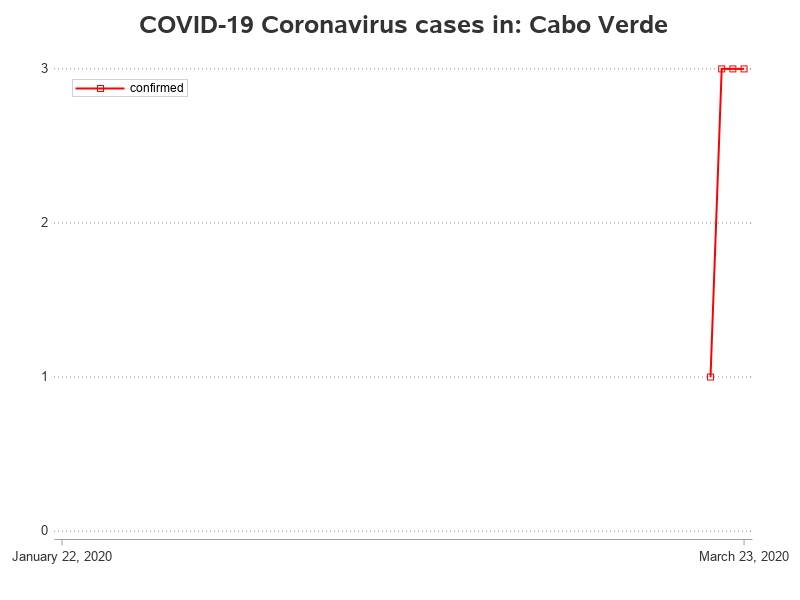 COVID-19 Coronavirus cases in: Cabo Verde
3
confirmed
2
1
0
January 22, 2020
March 23, 2020